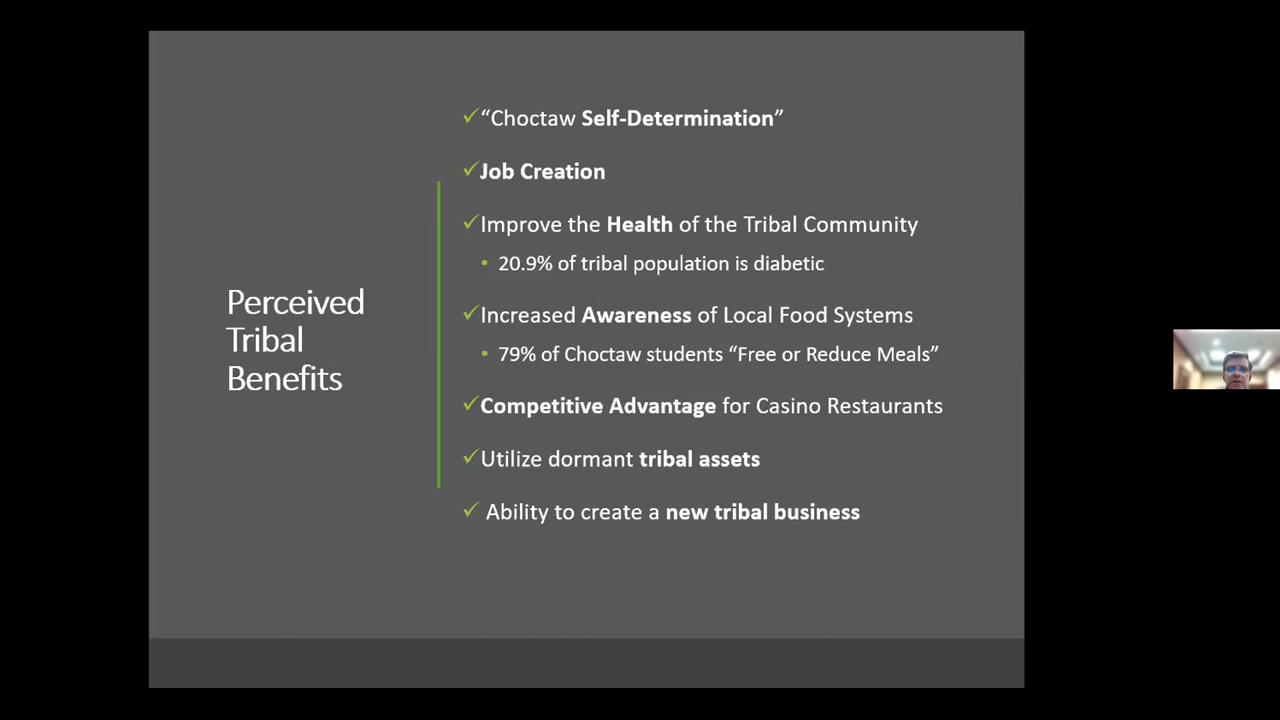 Perceived
Tribal
Benefits
“Choctaw Self-Determination”
Job Creation
Improve the Health of the Tribal Community
20.9% of tribal population is diabetic
Increased Awareness of Local Food Systems
79% of Choctaw students “Free or Reduce Meals”
Competitive Advantage for Casino Restaurants
Utilize dormant tribal assets
Ability to create a new tribal business